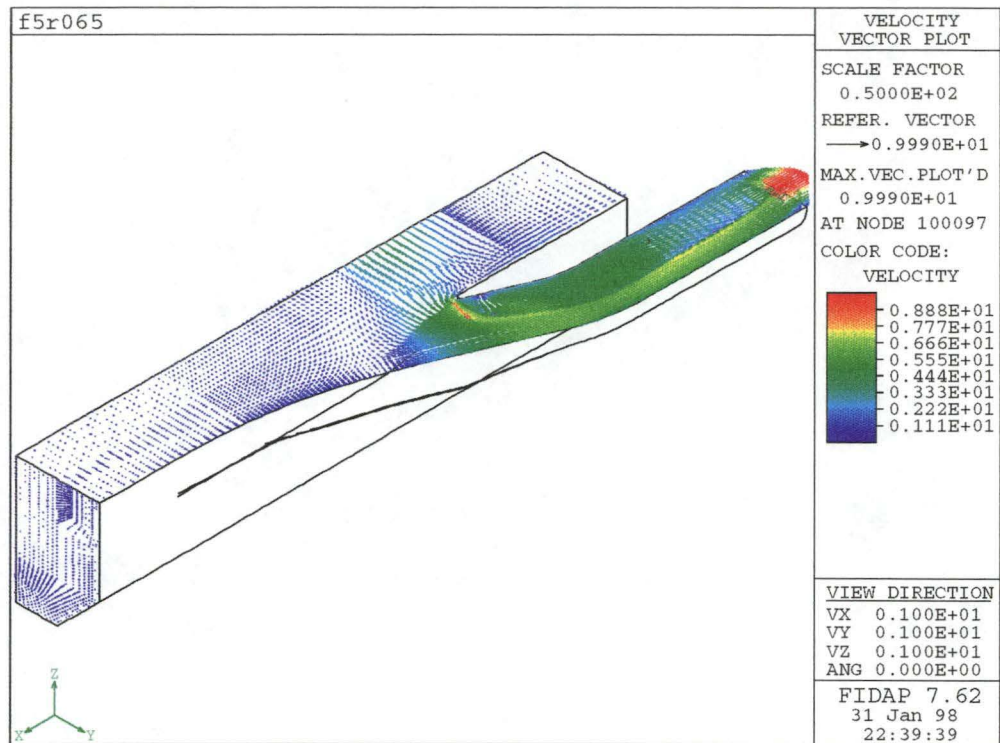 f5r065
VELOCITY
VECTOR PLOT
SCALE FACTOR
0.5000E+02
REFER. VECTOR
0.9990E+01
MAX.VEC.PLOT'D
0.9990E+01
AT NODE 100097
COLOR CODE:
VELOCITY
0.888E+01
0.777E+01
0.666E+01
0.555E+01
0.444E+01
0.333E+01
0.222E+01
0.111E+01
VIEW DIRECTION
VX 0.100E+01
VY 0.100E+01
VZ 0.100E+01
ANG 0.000E+00
FIDAP 7.62
31 Jan 98
22:39:39
Z
X
Y